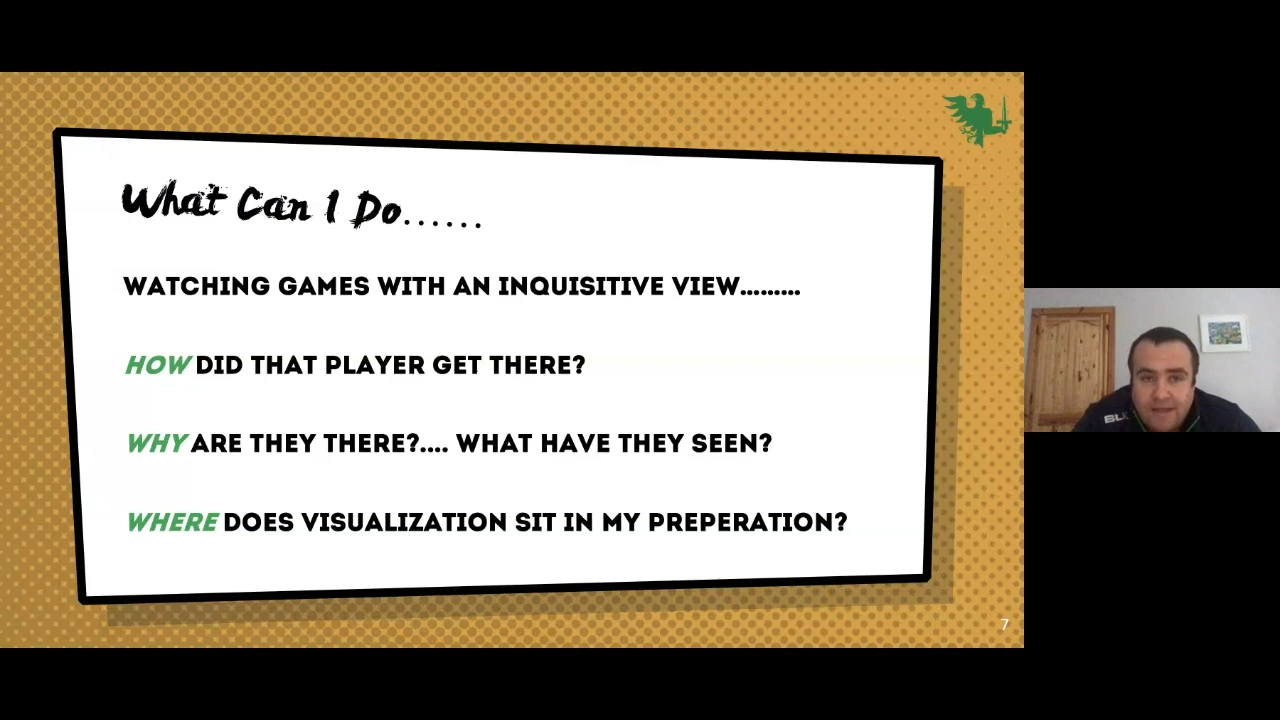 What Can I Do......
WATCHING GAMES WITH AN INQUISITIVE VIEW.........
HOW DID THAT PLAYER GET THERE?
WHY ARE THEY THERE?.... WHAT HAVE THEY SEEN?
WHERE DOES VISUALIZATION SIT IN MY PREPERATION?
7